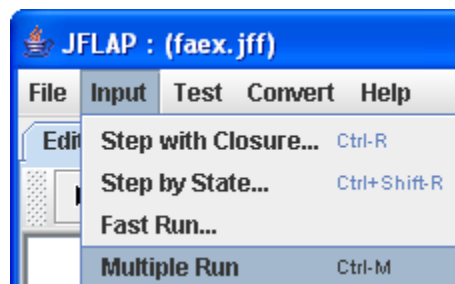 JFLAP : (faex.jff)
File Input Test Convert Help
Step with Closure... Ctrl-R
Step by State... Ctrl+Shift-R
Fast Run...
Multiple Run Ctrl-M